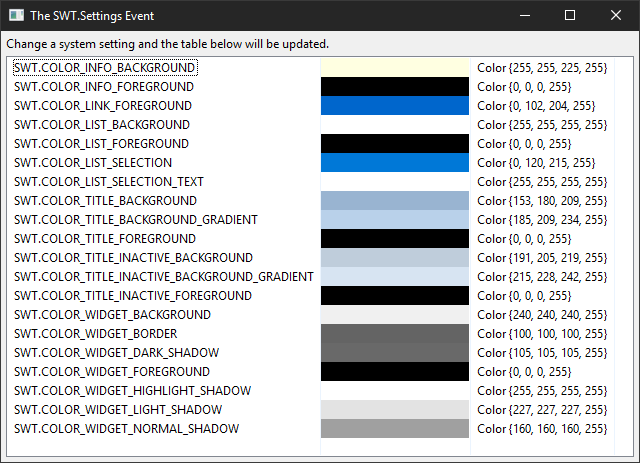 The SWT.Settings Event
Change a system setting and the table below will be updated.
SWT.COLOR_INFO_BACKGROUND Color {255, 255, 225, 255}
SWT.COLOR_INFO_FOREGROUND Color {0, 0, 0, 255}
SWT.COLOR_LINK_FOREGROUND Color {0, 102, 204, 255}
SWT.COLOR_LIST_BACKGROUND Color {255, 255, 255, 255}
SWT.COLOR_LIST_FOREGROUND Color {0, 0, 0, 255}
SWT.COLOR_LIST_SELECTION Color {0, 120, 215, 255}
SWT.COLOR_LIST_SELECTION_TEXT Color {255, 255, 255, 255}
SWT.COLOR_TITLE_BACKGROUND Color {153, 180, 209, 255}
SWT.COLOR_TITLE_BACKGROUND_GRADIENT Color {185, 209, 234, 255}
SWT.COLOR_TITLE_FOREGROUND Color {0, 0, 0, 255}
SWT.COLOR_TITLE_INACTIVE_BACKGROUND Color {191, 205, 219, 255}
SWT.COLOR_TITLE_INACTIVE_BACKGROUND_GRADIENT Color {215, 228, 242, 255}
SWT.COLOR_TITLE_INACTIVE_FOREGROUND Color {0, 0, 0, 255}
SWT.COLOR_WIDGET_BACKGROUND Color {240, 240, 240, 255}
SWT.COLOR_WIDGET_BORDER Color {100, 100, 100, 255}
SWT.COLOR_WIDGET_DARK_SHADOW Color {105, 105, 105, 255}
SWT.COLOR_WIDGET_FOREGROUND Color {0, 0, 0, 255}
SWT.COLOR_WIDGET_HIGHLIGHT_SHADOW Color {255, 255, 255, 255}
SWT.COLOR_WIDGET_LIGHT_SHADOW Color {227, 227, 227, 255}
SWT.COLOR_WIDGET_NORMAL_SHADOW Color {160, 160, 160, 255}